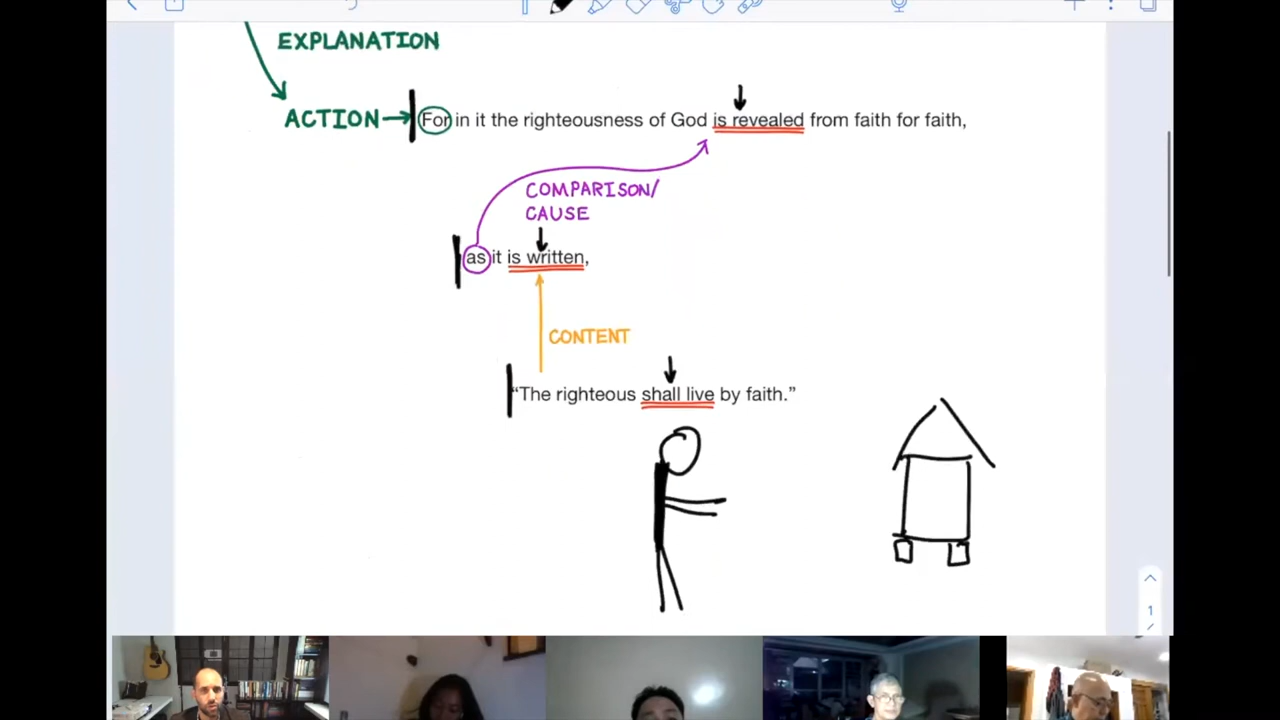 EXPLANATION
ACTION For in it the righteousness of God is revealed from faith for faith,
COMPARISON/
CAUSE
as it is written,
CONTENT
“The righteous shall live by faith.”
1